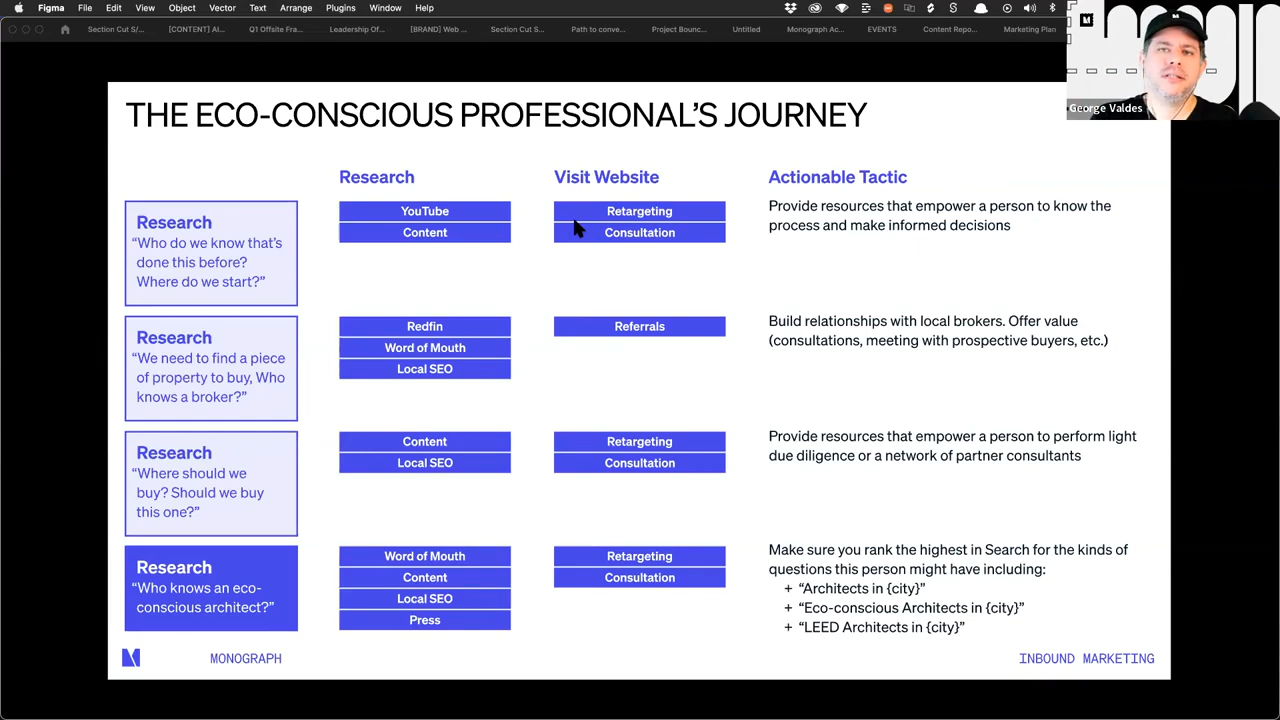 Figma File Edit View Object Vector Text Arrange Plugins Window Help
Section Cut S/... [CONTENT] AI... Q1 Offsite Fra... Leadership Of... [BRAND] Web ... Section Cut S... Path to conve... Project Bounc... Untitled Monograph Ac... EVENTS Content Repo... Marketing Plan
George Valdes
THE ECO-CONSCIOUS PROFESSIONAL'S JOURNEY
Research Visit Website Actionable Tactic
Research
“Who do we know that’s
done this before?
Where do we start?”
YouTube
Content
Retargeting
Consultation
Provide resources that empower a person to know the
process and make informed decisions
Research
“We need to find a piece
of property to buy, Who
knows a broker?”
Redfin
Word of Mouth
Local SEO
Referrals
Build relationships with local brokers. Offer value
(consultations, meeting with prospective buyers, etc.)
Research
“Where should we
buy? Should we buy
this one?”
Content
Local SEO
Retargeting
Consultation
Provide resources that empower a person to perform light
due diligence or a network of partner consultants
Research
“Who knows an eco-
conscious architect?”
Word of Mouth
Content
Local SEO
Press
Retargeting
Consultation
Make sure you rank the highest in Search for the kinds of
questions this person might have including:
+ “Architects in {city}”
+ “Eco-conscious Architects in {city}”
+ “LEED Architects in {city}”
MONOGRAPH
INBOUND MARKETING